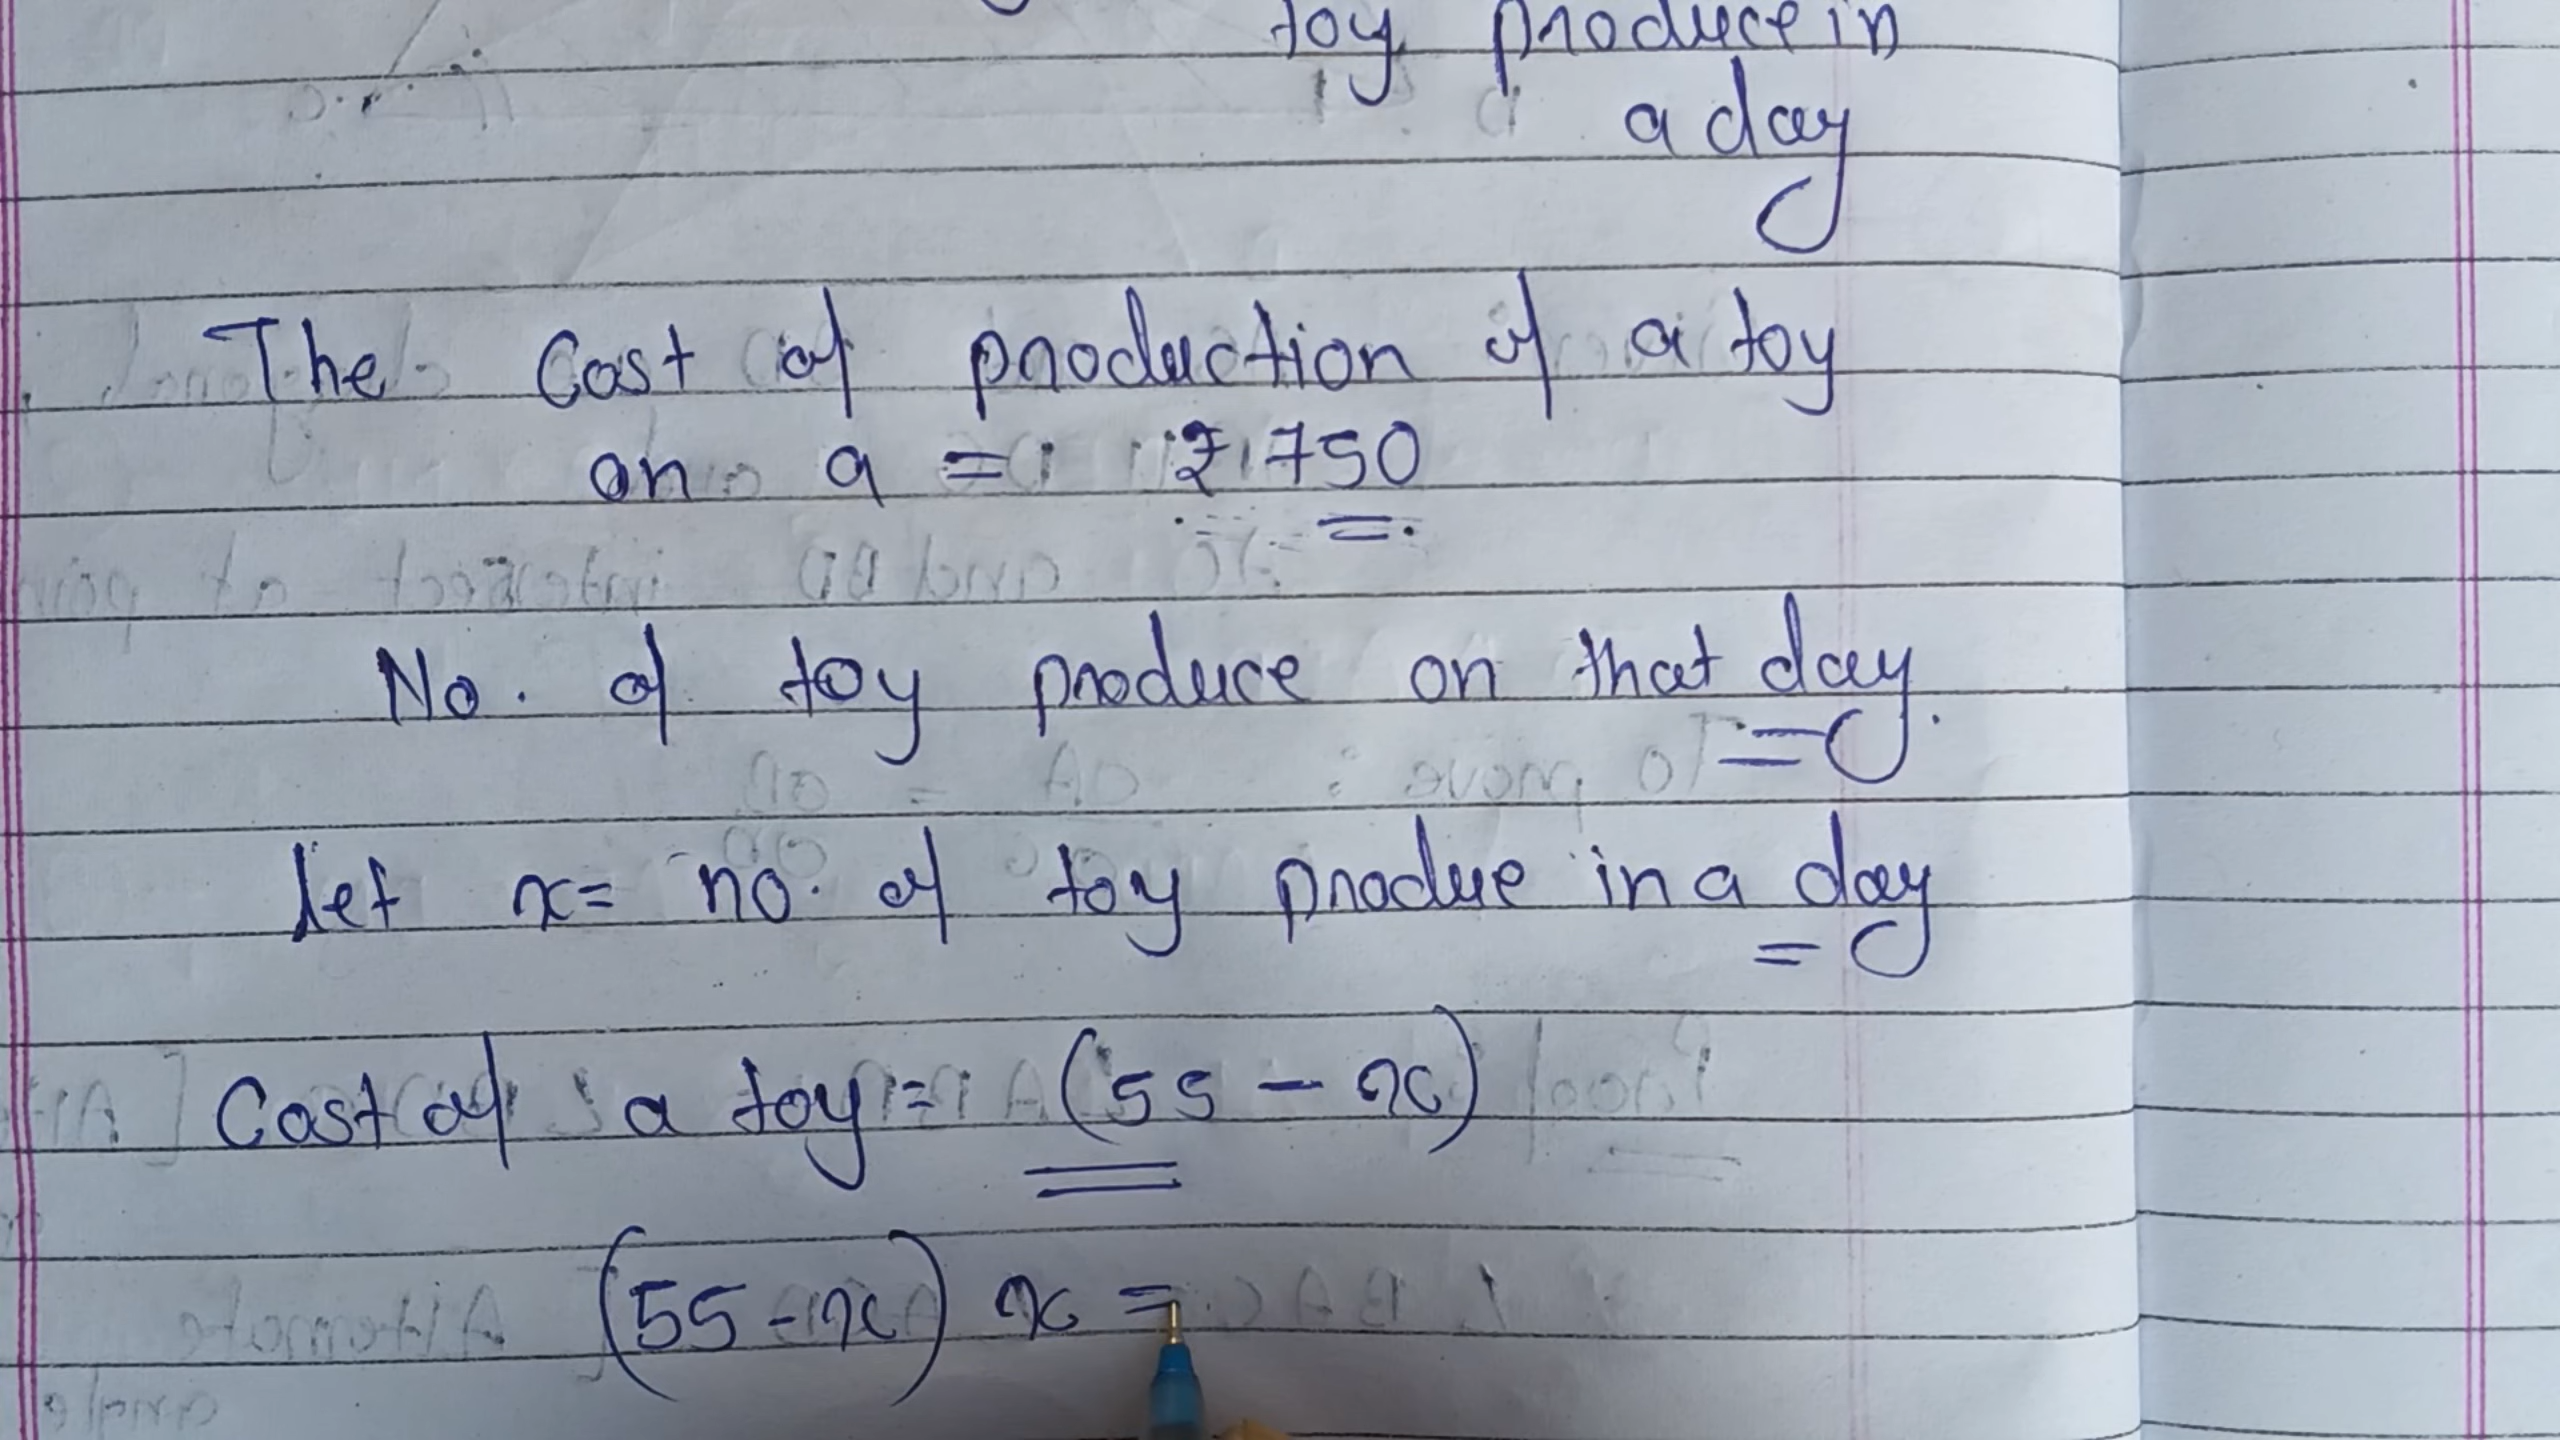 toy produce in
a day
The Cost of production of a toy
on a = ₹ 750
No. of toy produce on that day.
let x = no. of toy produe in a day
Cost of a toy = (55 - x)
(55 - x) x =